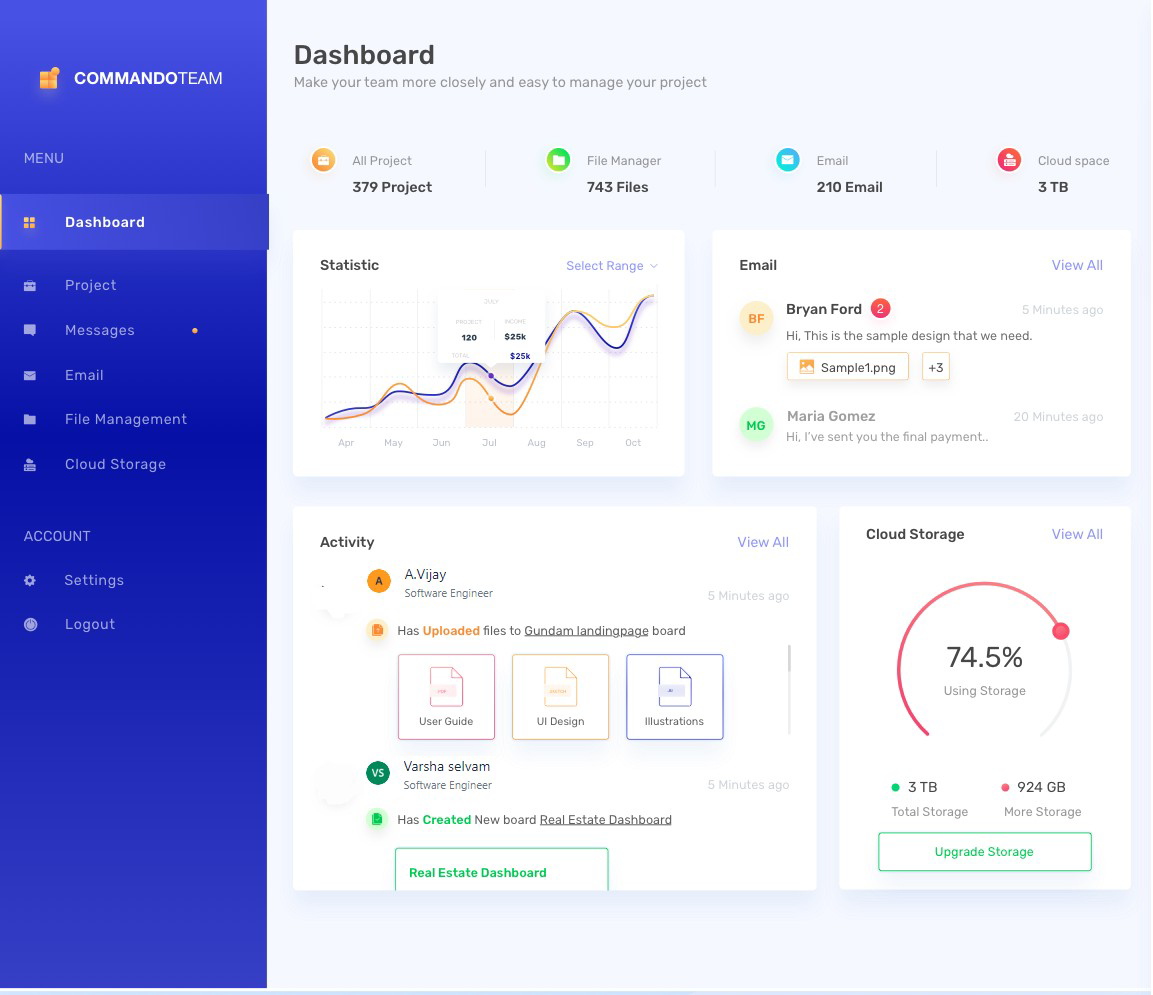 COMMANDOTEAM
MENU
Dashboard
Project
Messages
Email
File Management
Cloud Storage
ACCOUNT
Settings
Logout
Dashboard
Make your team more closely and easy to manage your project
All Project
379 Project
File Manager
743 Files
Email
210 Email
Cloud space
3 TB
Statistic
Select Range
JULY
PROJECT
INCOME
120
$25k
TOTAL
$25k
Apr May Jun Jul Aug Sep Oct
Email
View All
BF
Bryan Ford 2
5 Minutes ago
Hi, This is the sample design that we need.
Sample1.png
+3
MG
Maria Gomez
20 Minutes ago
Hi, I've sent you the final payment..
Activity
View All
A
A.Vijay
Software Engineer
5 Minutes ago
Has Uploaded files to Gundam landingpage board
User Guide
UI Design
Illustrations
VS
Varsha selvam
Software Engineer
5 Minutes ago
Has Created New board Real Estate Dashboard
Real Estate Dashboard
Cloud Storage
View All
74.5%
Using Storage
3 TB
Total Storage
924 GB
More Storage
Upgrade Storage